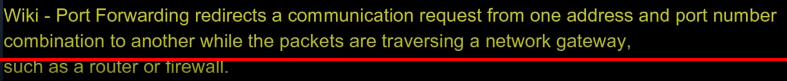 Wiki - Port Forwarding redirects a communication request from one address and port number
combination to another while the packets are traversing a network gateway,
such as a router or firewall.